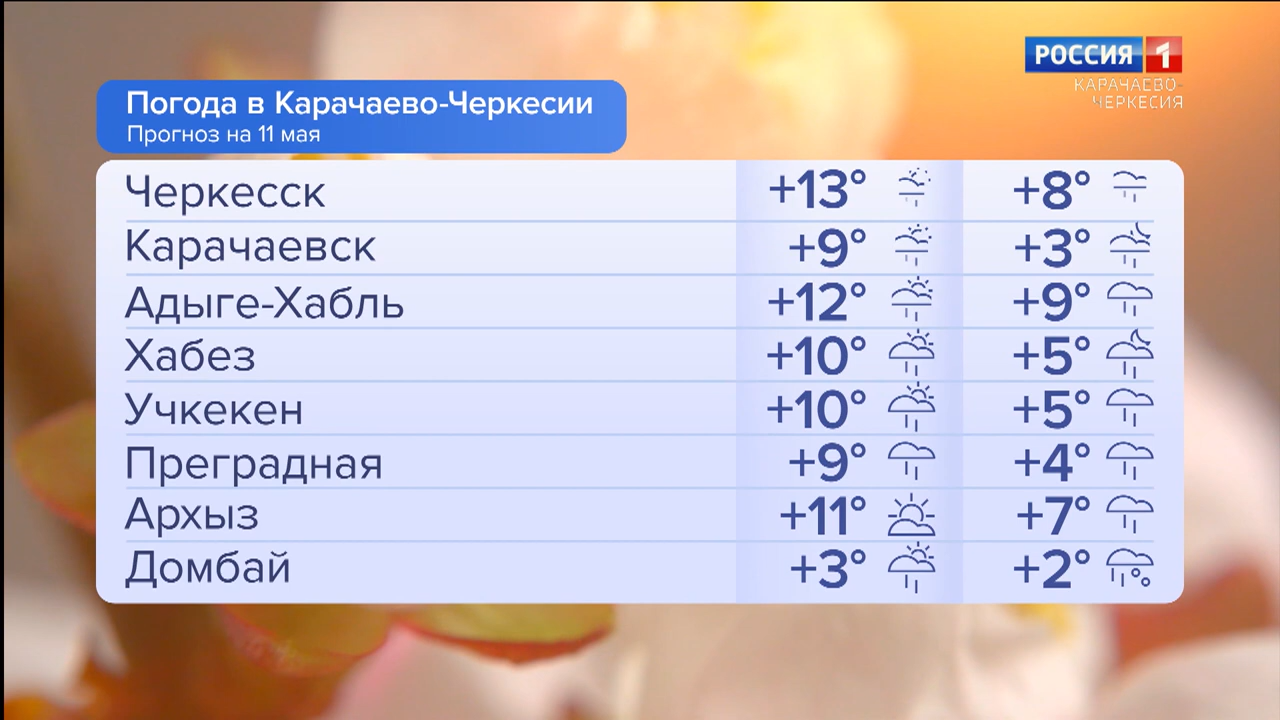 РОССИЯ 1
КАРАЧАЕВО-
ЧЕРКЕСИЯ
Погода в Карачаево-Черкесии
Прогноз на 11 мая
Черкесск +13° +8°
Карачаевск +9° +3°
Адыге-Хабль +12° +9°
Хабез +10° +5°
Учкекен +10° +5°
Преградная +9° +4°
Архыз +11° +7°
Домбай +3° +2°